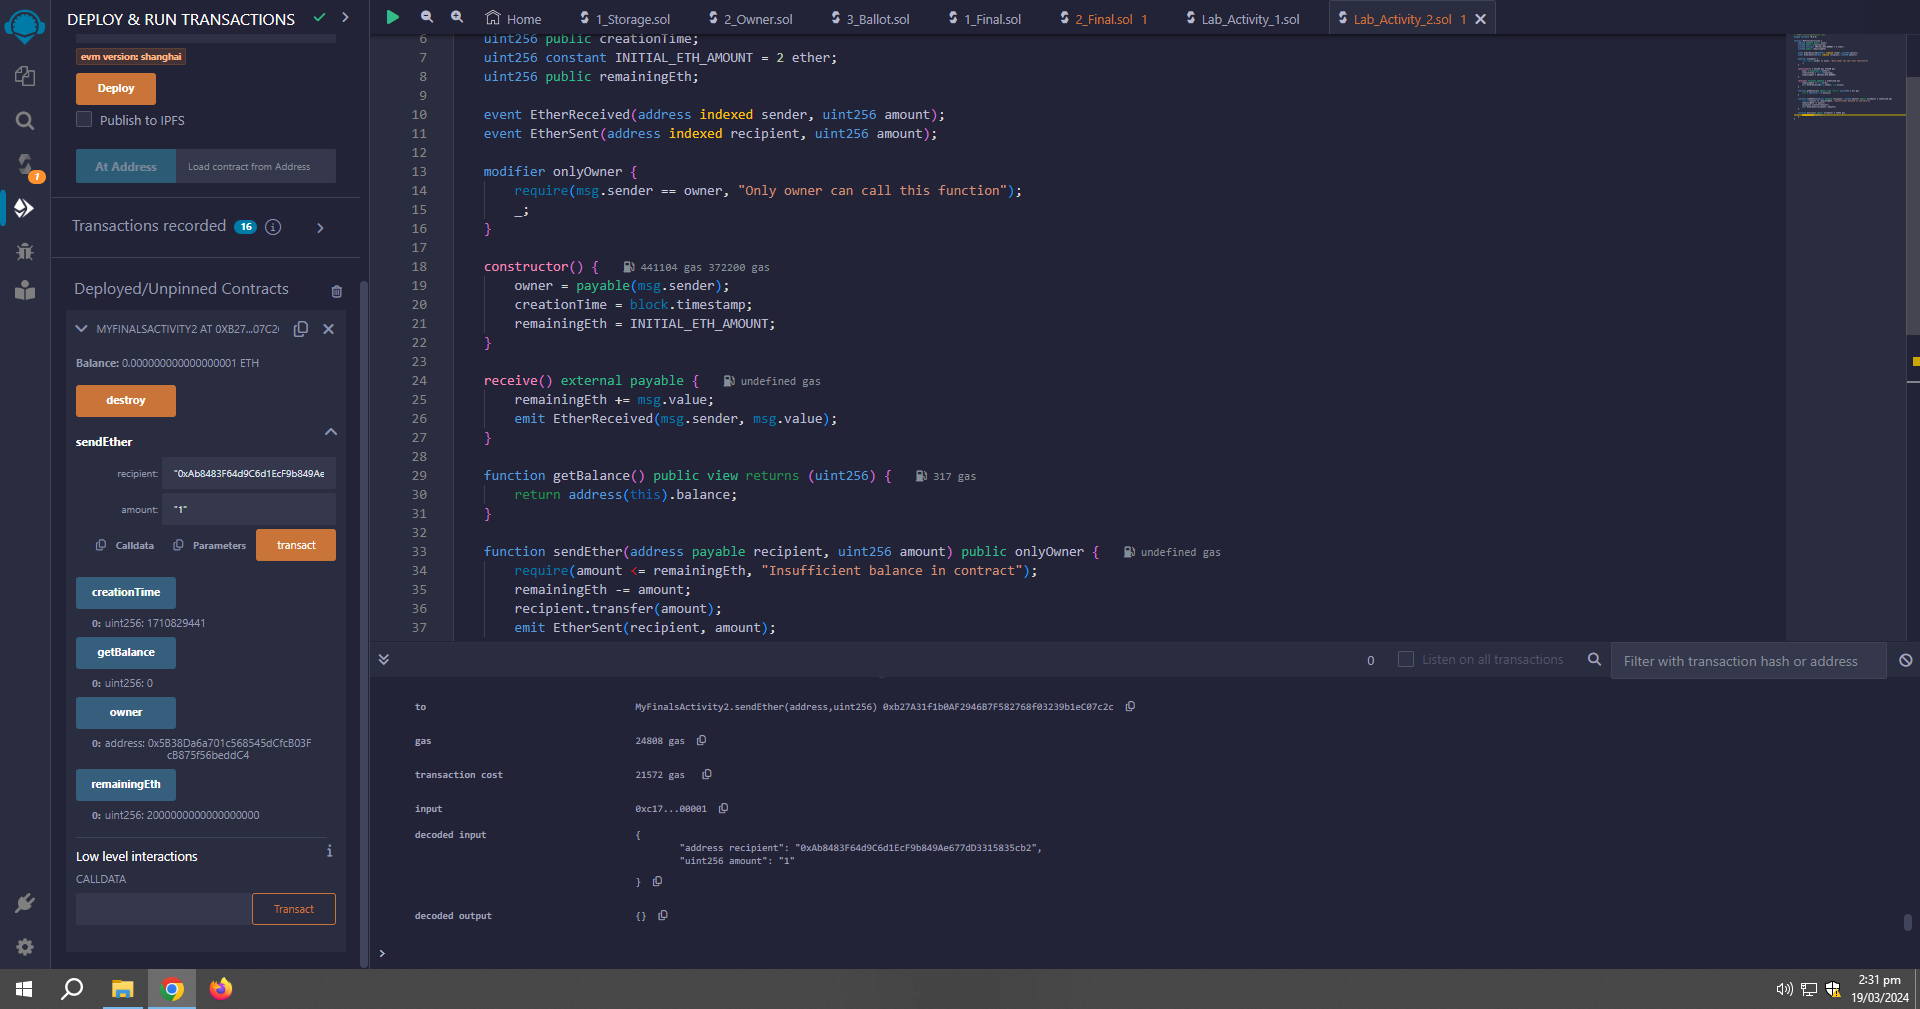 DEPLOY & RUN TRANSACTIONS
evm version: shanghai
Deploy
Publish to IPFS
At Address
Load contract from Address
Transactions recorded 16
Deployed/Unpinned Contracts
MYFINALSACTIVITY2 AT 0XB27...07C2
Balance: 0.000000000000000001 ETH
destroy
sendEther
recipient: "0xAb8483F64d9C6d1EcF9b849Ae
amount: "1"
Calldata Parameters transact
creationTime
0: uint256: 1710829441
getBalance
0: uint256: 0
owner
0: address: 0x5B38Da6a701c568545dCfcB03F
cB875f56beddC4
remainingEth
0: uint256: 2000000000000000000
Low level interactions
CALLDATA
Transact
1
Home 1_Storage.sol 2_Owner.sol 3_Ballot.sol 1_Final.sol 2_Final.sol 1 Lab_Activity_1.sol Lab_Activity_2.sol 1
6 uint256 public creationTime;
7 uint256 constant INITIAL_ETH_AMOUNT = 2 ether;
8 uint256 public remainingEth;
9
10 event EtherReceived(address indexed sender, uint256 amount);
11 event EtherSent(address indexed recipient, uint256 amount);
12
13 modifier onlyOwner {
14 require(msg.sender == owner, "Only owner can call this function");
15 _;
16 }
17
18 constructor() { 441104 gas 372200 gas
19 owner = payable(msg.sender);
20 creationTime = block.timestamp;
21 remainingEth = INITIAL_ETH_AMOUNT;
22 }
23
24 receive() external payable { undefined gas
25 remainingEth += msg.value;
26 emit EtherReceived(msg.sender, msg.value);
27 }
28
29 function getBalance() public view returns (uint256) { 317 gas
30 return address(this).balance;
31 }
32
33 function sendEther(address payable recipient, uint256 amount) public onlyOwner { undefined gas
34 require(amount <= remainingEth, "Insufficient balance in contract");
35 remainingEth -= amount;
36 recipient.transfer(amount);
37 emit EtherSent(recipient, amount);
0 Listen on all transactions Filter with transaction hash or address
to MyFinalsActivity2.sendEther(address,uint256) 0xb27A31f1b0AF2946B7F582768f03239b1eC07c2c
gas 24808 gas
transaction cost 21572 gas
input 0xc17...00001
decoded input {
"address recipient": "0xAb8483F64d9C6d1EcF9b849Ae677dD3315835cb2",
"uint256 amount": "1"
}
decoded output {}
>
2:31 pm
19/03/2024